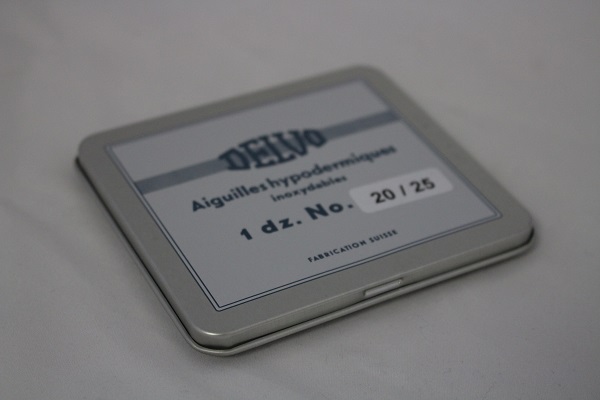 DELVO
Aiguilles hypodermiques
inoxydables
1 dz. No. 20 / 25
FABRICATION SUISSE